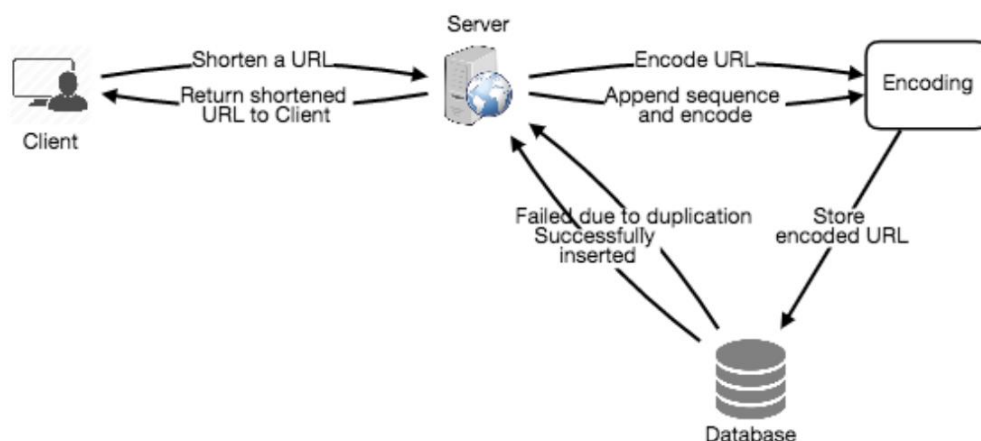 Server
Shorten a URL
Return shortened
URL to Client
Client
Encode URL
Append sequence
and encode
Encoding
Failed due to duplication
Successfully
inserted
Store
encoded URL
Database